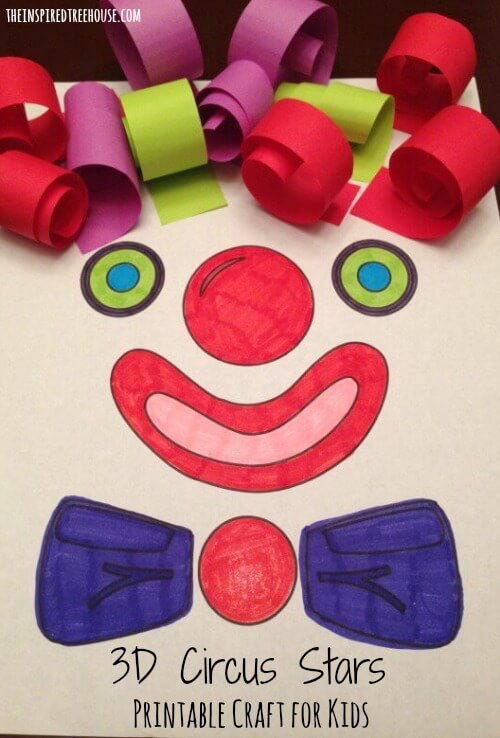 THEINSPIREDTREEHOUSE.COM
3D Circus Stars
PRINTABLE CRAFT FOR KIDS